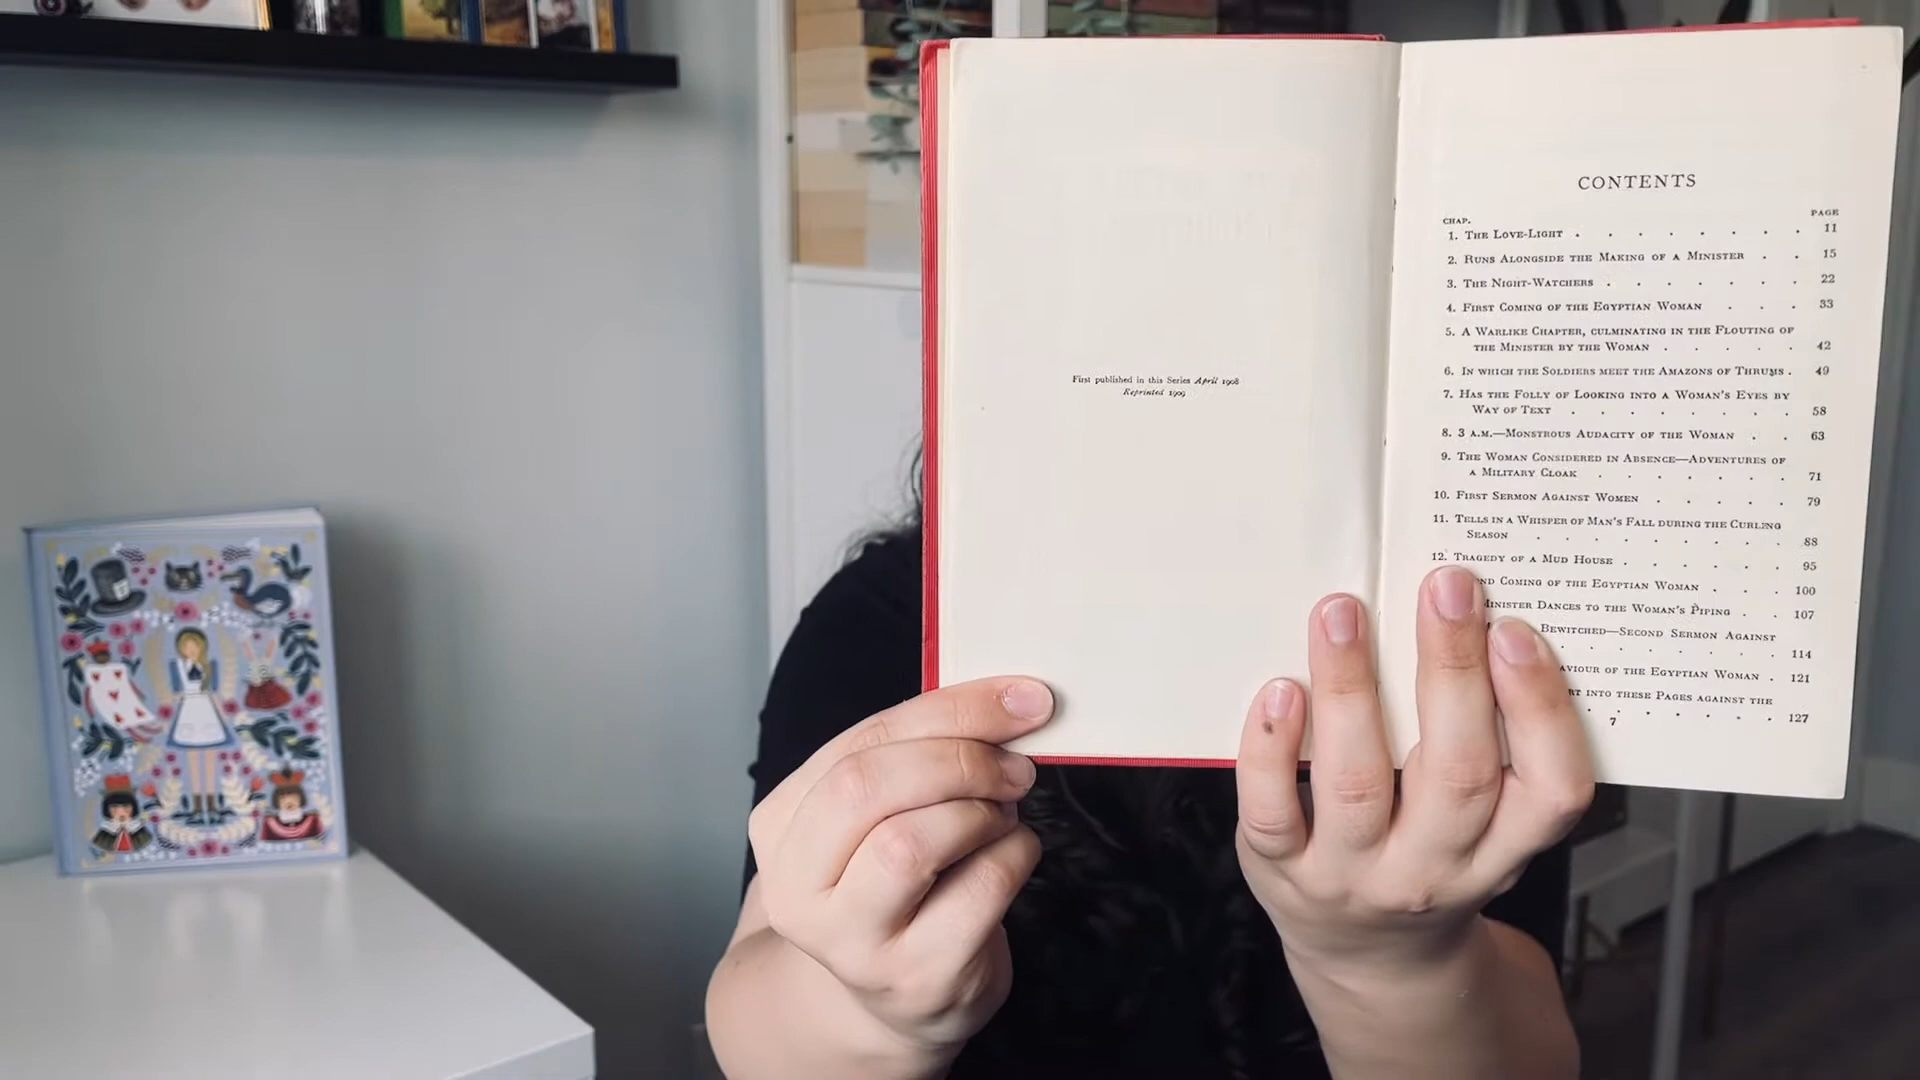 First published in this Series April 1908
Reprinted 1909
CONTENTS
CHAP. PAGE
1. The Love-Light . . . . . . . . 11
2. Runs Alongside the Making of a Minister . . 15
3. The Night-Watchers . . . . . . . 22
4. First Coming of the Egyptian Woman . . . 33
5. A Warlike Chapter, culminating in the Flouting of
the Minister by the Woman . . . . . 42
6. In which the Soldiers meet the Amazons of Thrums . 49
7. Has the Folly of Looking into a Woman's Eyes by
Way of Text . . . . . . . . 58
8. 3 A.M.—Monstrous Audacity of the Woman . . 63
9. The Woman Considered in Absence—Adventures of
a Military Cloak . . . . . . 71
10. First Sermon Against Women . . . . . 79
11. Tells in a Whisper of Man's Fall during the Curling
Season . . . . . . . . 88
12. Tragedy of a Mud House . . . . . . 95
Coming of the Egyptian Woman . . . 100
Minister Dances to the Woman's Piping . . 107
Bewitched—Second Sermon Against
114
of the Egyptian Woman . 121
into these Pages against the
127
7